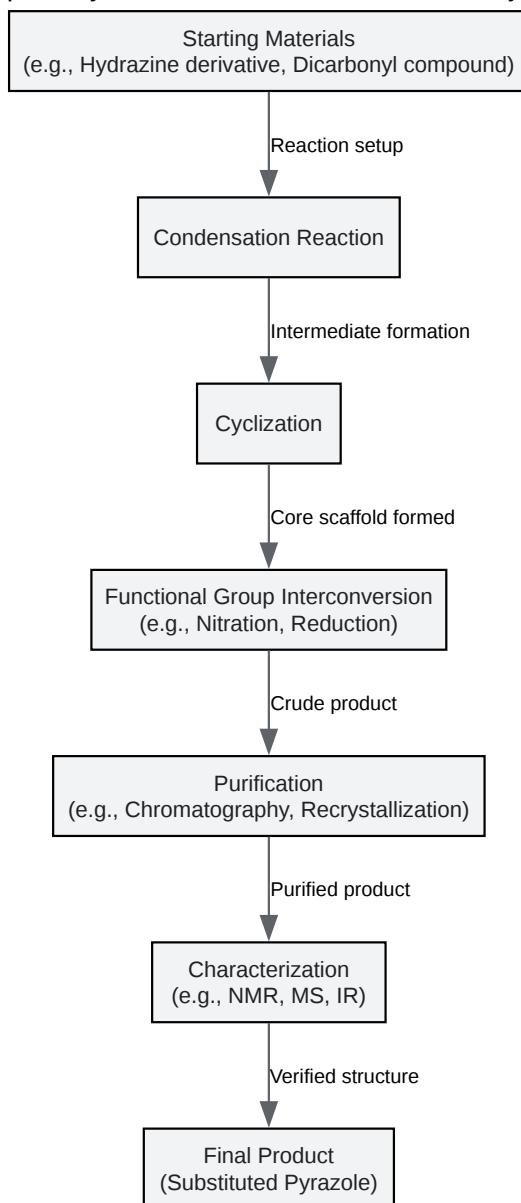 Starting Materials
(e.g., Hydrazine derivative, Dicarbonyl compound)
Reaction setup
Condensation Reaction
Intermediate formation
Cyclization
Core scaffold formed
Functional Group Interconversion
(e.g., Nitration, Reduction)
Crude product
Purification
(e.g., Chromatography, Recrystallization)
Purified product
Characterization
(e.g., NMR, MS, IR)
Verified structure
Final Product
(Substituted Pyrazole)